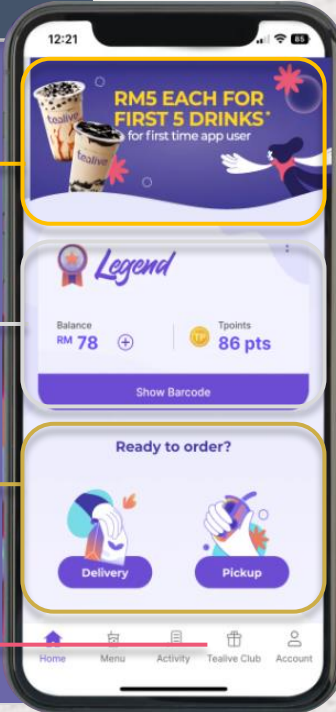 12:21
85
RM5 EACH FOR
FIRST 5 DRINKS*
for first time app user
tealive
tealive
Legend
Balance
RM 78
Tpoints
TP
86 pts
Show Barcode
Ready to order?
Delivery
Pickup
Home
Menu
Activity
Tealive Club
Account